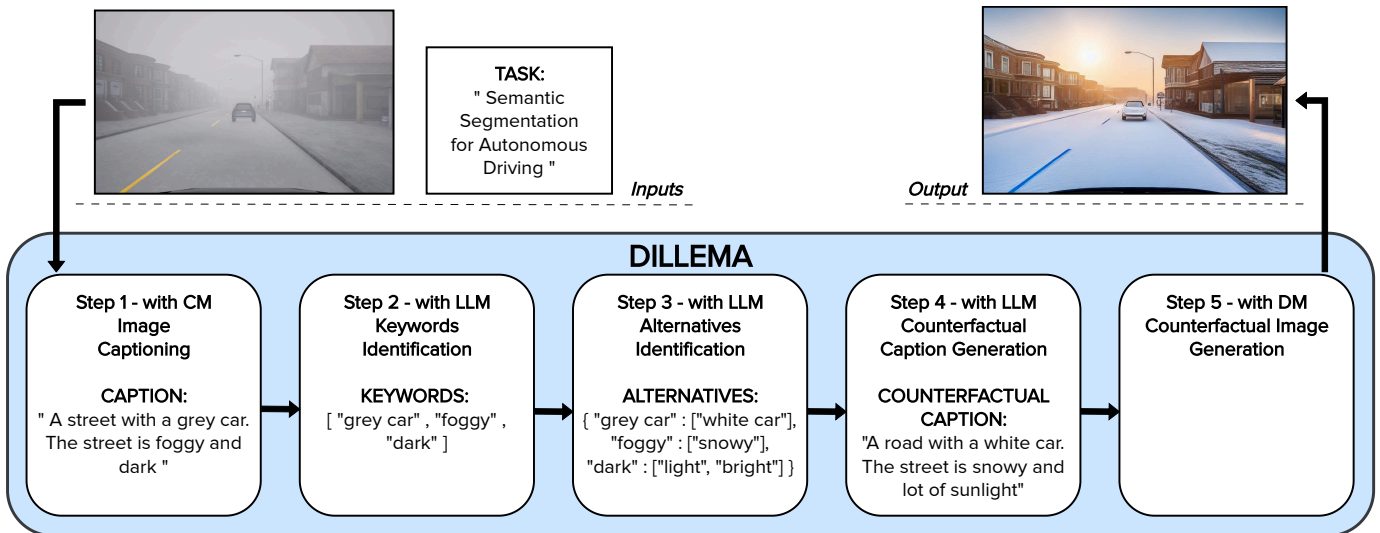 TASK:
" Semantic
Segmentation
for Autonomous
Driving "
Inputs
Output
DILLEMA
Step 1 - with CM
Image
Captioning
CAPTION:
" A street with a grey car.
The street is foggy and
dark "
Step 2 - with LLM
Keywords
Identification
KEYWORDS:
[ "grey car" , "foggy" ,
"dark" ]
Step 3 - with LLM
Alternatives
Identification
ALTERNATIVES:
{ "grey car" : ["white car"],
"foggy" : ["snowy"],
"dark" : ["light", "bright"] }
Step 4 - with LLM
Counterfactual
Caption Generation
COUNTERFACTUAL
CAPTION:
"A road with a white car.
The street is snowy and
lot of sunlight"
Step 5 - with DM
Counterfactual Image
Generation